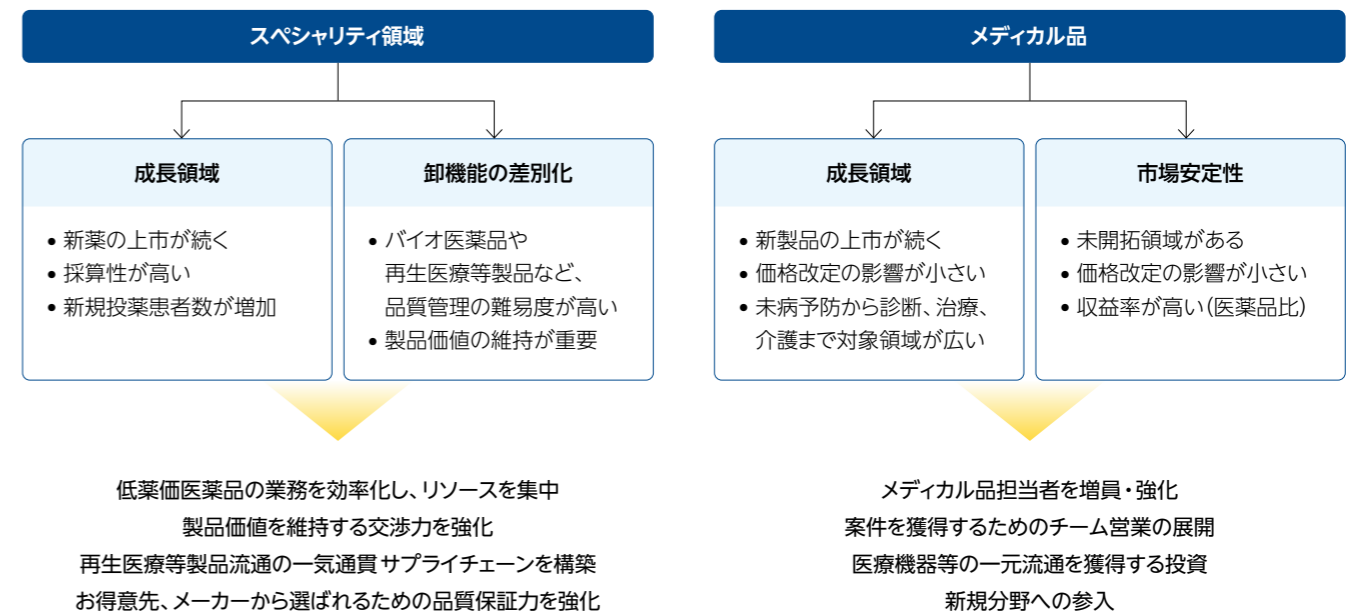 スペシャリティ領域
成長領域
• 新薬の上市が続く
• 採算性が高い
• 新規投薬患者数が増加
卸機能の差別化
• バイオ医薬品や
再生医療等製品など、
品質管理の難易度が高い
• 製品価値の維持が重要
低薬価医薬品の業務を効率化し、リソースを集中
製品価値を維持する交渉力を強化
再生医療等製品流通の一気通貫サプライチェーンを構築
お得意先、メーカーから選ばれるための品質保証力を強化
メディカル品
成長領域
• 新製品の上市が続く
• 価格改定の影響が小さい
• 未病予防から診断、治療、
介護まで対象領域が広い
市場安定性
• 未開拓領域がある
• 価格改定の影響が小さい
• 収益率が高い(医薬品比)
メディカル品担当者を増員・強化
案件を獲得するためのチーム営業の展開
医療機器等の一元流通を獲得する投資
新規分野への参入